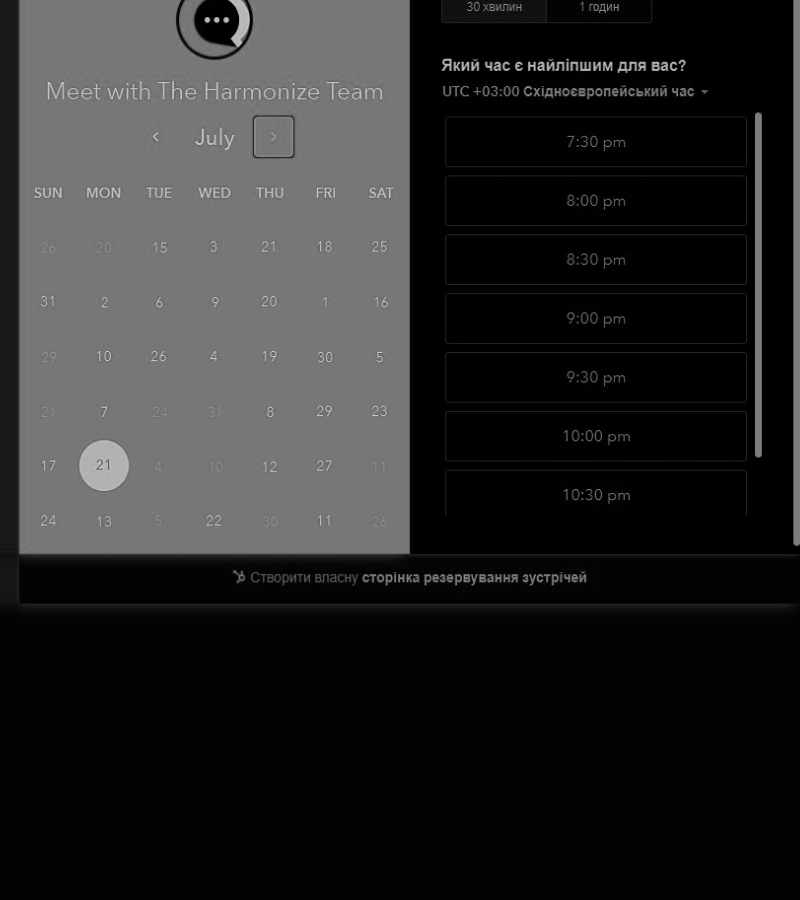 30 хвилин 1 годин
Meet with The Harmonize Team
July
SUN MON TUE WED THU FRI SAT
26 20 15 3 21 18 25
31 2 6 9 20 1 16
29 10 26 4 19 30 5
21 7 24 31 8 29 23
17 21 4 10 12 27 11
24 13 5 22 30 11 26
Який час є найліпшим для вас?
UTC +03:00 Східноєвропейський час
7:30 pm
8:00 pm
8:30 pm
9:00 pm
9:30 pm
10:00 pm
10:30 pm
Створити власну сторінка резервування зустрічей